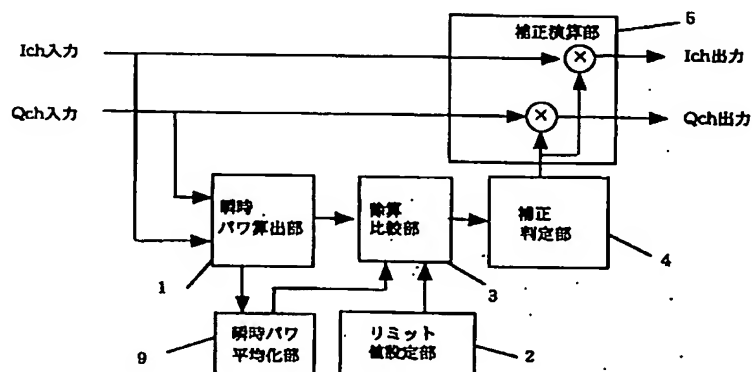 補正演算部
5
Ich入力
Ich出力
Qch入力
Qch出力
瞬時
パワ算出部
除算
比較部
補正
判定部
1
3
4
瞬時パワ
平均化部
リミット
値設定部
9
2